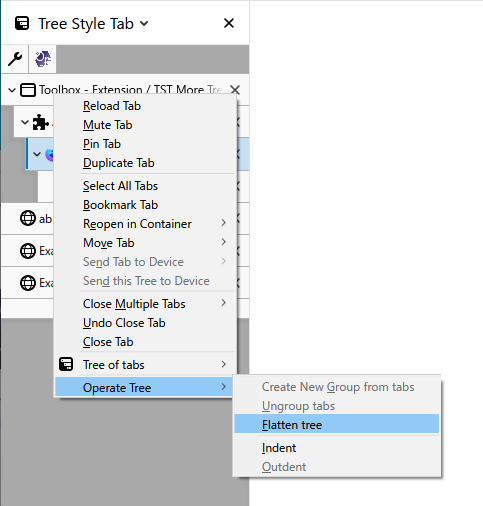 Tree Style Tab
Toolbox - Extension / TST More Tre
Reload Tab
Mute Tab
Pin Tab
Duplicate Tab
Select All Tabs
Bookmark Tab
Reopen in Container
Move Tab
Send Tab to Device
Send this Tree to Device
Close Multiple Tabs
Undo Close Tab
Close Tab
Tree of tabs
Operate Tree
ab
Exa
Exa
Create New Group from tabs
Ungroup tabs
Flatten tree
Indent
Outdent